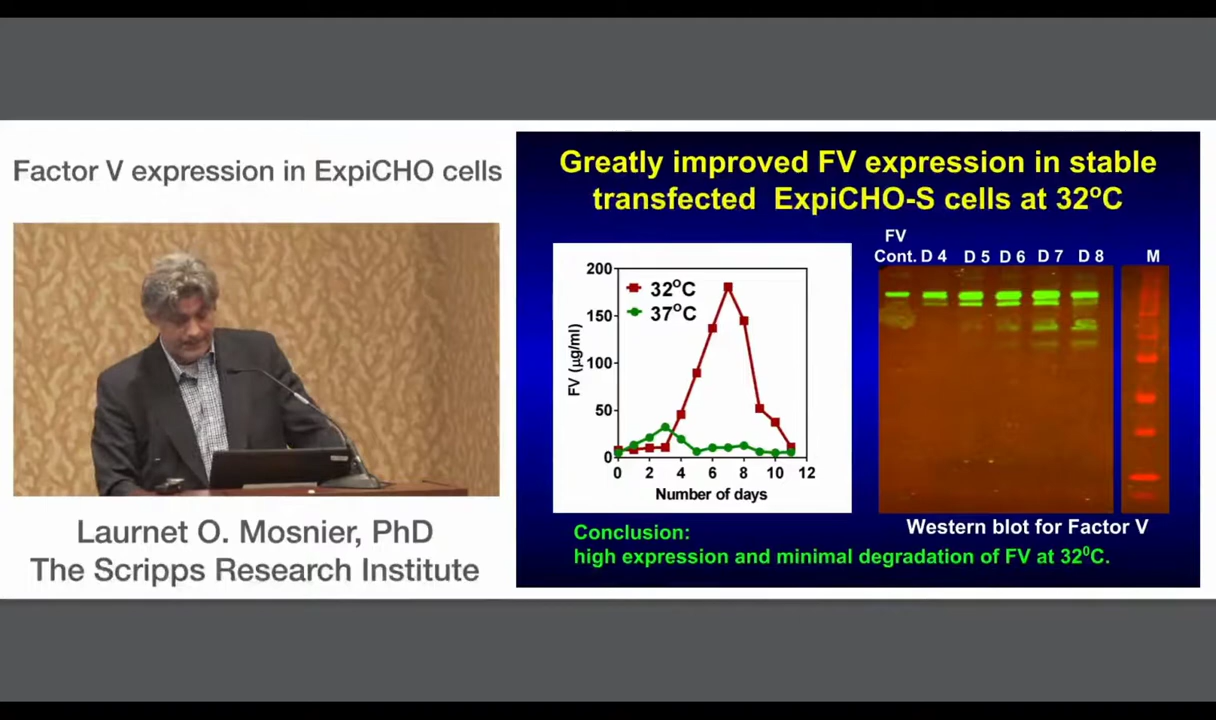 Factor V expression in ExpiCHO cells
Laurnet O. Mosnier, PhD
The Scripps Research Institute
Greatly improved FV expression in stable
transfected ExpiCHO-S cells at 32ºC
200
150
100
50
0
FV (µg/ml)
32ºC
37ºC
0 2 4 6 8 10 12
Number of days
FV
Cont. D 4 D 5 D 6 D 7 D 8 M
Western blot for Factor V
Conclusion:
high expression and minimal degradation of FV at 32⁰C.